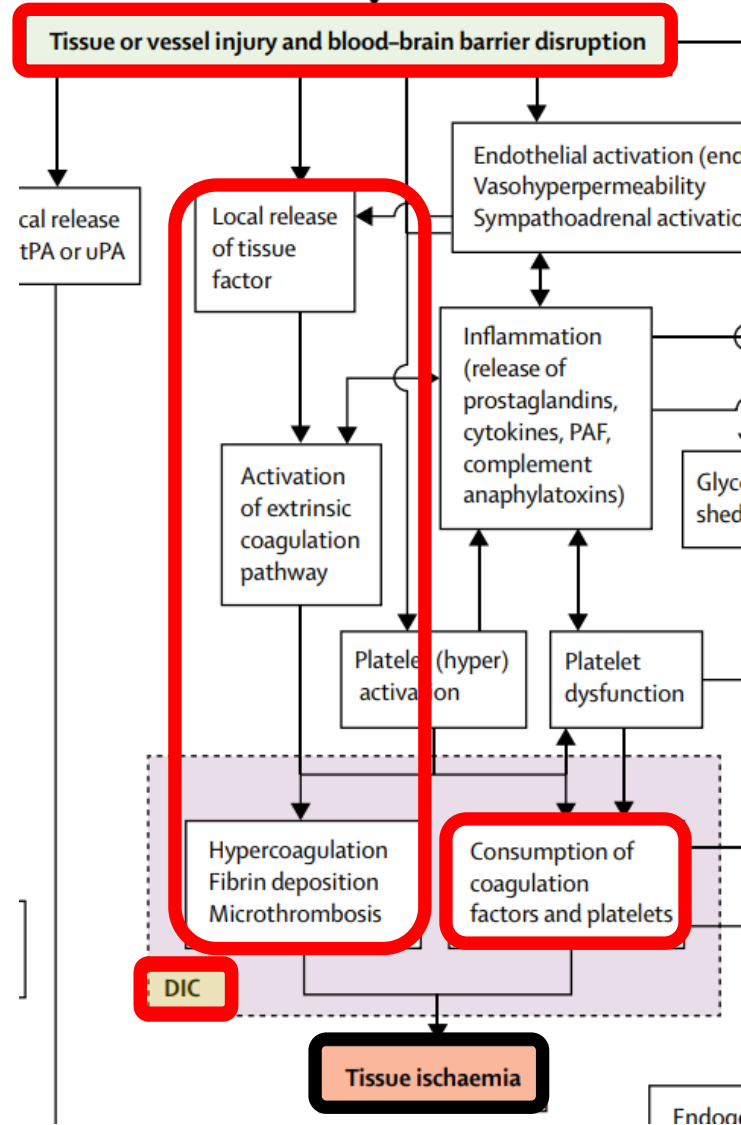 Tissue or vessel injury and blood–brain barrier disruption
Endothelial activation (end
Vasohyperpermeability
Sympathoadrenal activatio
cal release
tPA or uPA
Local release
of tissue
factor
Inflammation
(release of
prostaglandins,
cytokines, PAF,
complement
anaphylatoxins)
Activation
of extrinsic
coagulation
pathway
Glyc
shed
Platelet (hyper)
activation
Platelet
dysfunction
Hypercoagulation
Fibrin deposition
Microthrombosis
Consumption of
coagulation
factors and platelets
DIC
Tissue ischaemia
Endoge